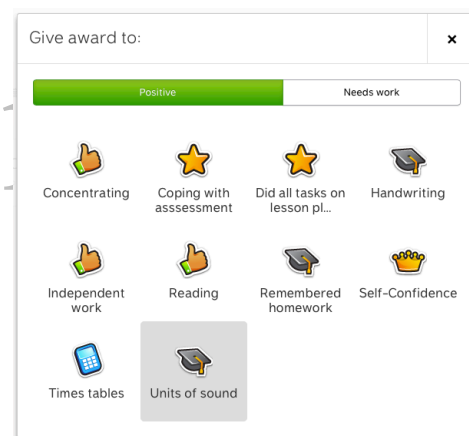 Give award to:
×
Positive
Needs work
Concentrating
Coping with
asssessment
Did all tasks on
lesson pl...
Handwriting
Independent
work
Reading
Remembered
homework
Self-Confidence
Times tables
Units of sound